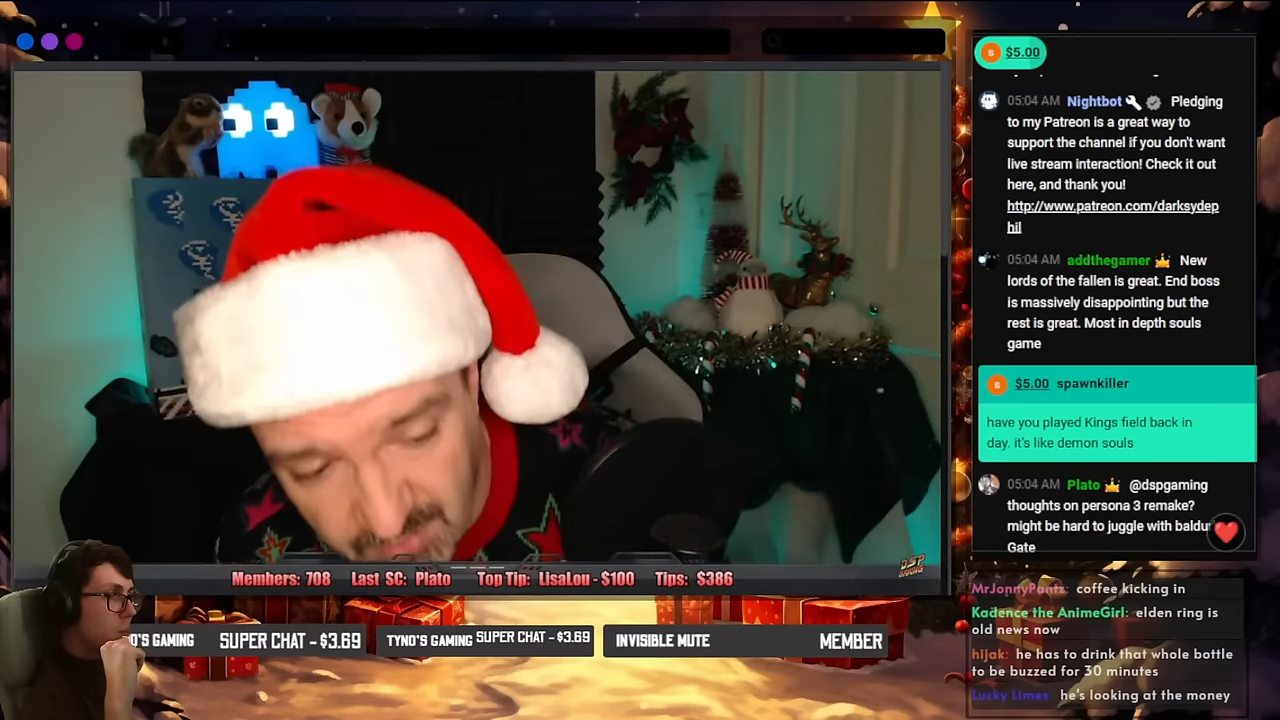 $5.00
05:04 AM Nightbot Pledging
to my Patreon is a great way to
support the channel if you don't want
live stream interaction! Check it out
here, and thank you!
http://www.patreon.com/darksydep
hil
05:04 AM addthegamer New
lords of the fallen is great. End boss
is massively disappointing but the
rest is great. Most in depth souls
game
$5.00 spawnkiller
have you played Kings field back in
day. it's like demon souls
05:04 AM Plato @dspgaming
thoughts on persona 3 remake?
might be hard to juggle with baldur
Gate
DSP
GAMING
Members: 708 Last SC: Plato Top Tip: LisaLou - $100 Tips: $386
O'S GAMING SUPER CHAT - $3.69
TYNO'S GAMING SUPER CHAT - $3.69
INVISIBLE MUTE MEMBER
MrJonnyPantz: coffee kicking in
Kadence the AnimeGirl: elden ring is
old news now
hijak: he has to drink that whole bottle
to be buzzed for 30 minutes
Lucky Limes: he's looking at the money